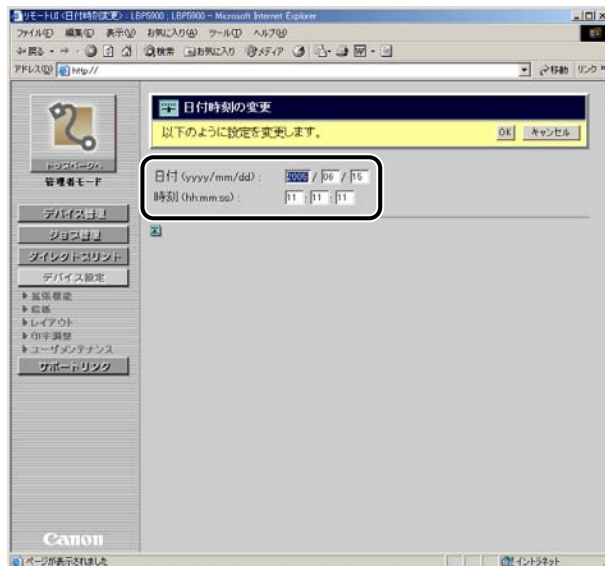 リモートUI<日付時刻変更> : LBP5900 ; LBP5900 - Microsoft Internet Explorer
ファイル(F) 編集(E) 表示(V) お気に入り(A) ツール(T) ヘルプ(H)
戻る 検索 お気に入り メディア
アドレス(D) http:// 移動 リンク »
日付時刻の変更
以下のように設定を変更します。 OK キャンセル
トップページへ
管理者モード
日付 (yyyy/mm/dd) : 2005 / 06 / 15
時刻 (hh:mm:ss) : 11 : 11 : 11
デバイス管理
ジョブ管理
ダイレクトプリント
デバイス設定
拡張機能
給紙
レイアウト
印字調整
ユーザメンテナンス
サポートリンク
Canon
ページが表示されました イントラネット